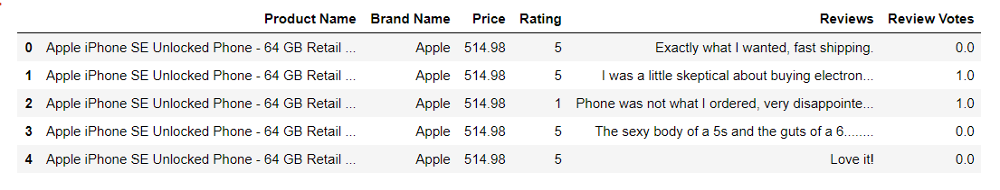 Product Name Brand Name Price Rating Reviews Review Votes
0 Apple iPhone SE Unlocked Phone - 64 GB Retail ... Apple 514.98 5 Exactly what I wanted, fast shipping. 0.0
1 Apple iPhone SE Unlocked Phone - 64 GB Retail ... Apple 514.98 5 I was a little skeptical about buying electron... 1.0
2 Apple iPhone SE Unlocked Phone - 64 GB Retail ... Apple 514.98 1 Phone was not what I ordered, very disappointe... 1.0
3 Apple iPhone SE Unlocked Phone - 64 GB Retail ... Apple 514.98 5 The sexy body of a 5s and the guts of a 6........ 0.0
4 Apple iPhone SE Unlocked Phone - 64 GB Retail ... Apple 514.98 5 Love it! 0.0